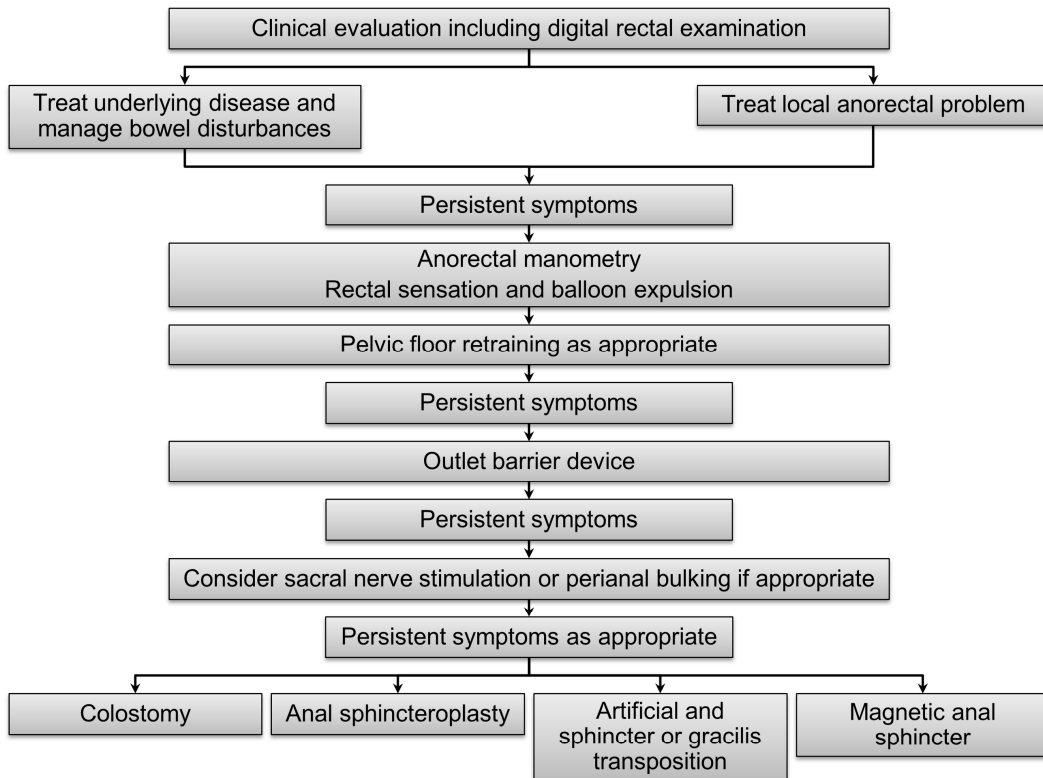 Clinical evaluation including digital rectal examination
Treat underlying disease and
manage bowel disturbances
Treat local anorectal problem
Persistent symptoms
Anorectal manometry
Rectal sensation and balloon expulsion
Pelvic floor retraining as appropriate
Persistent symptoms
Outlet barrier device
Persistent symptoms
Consider sacral nerve stimulation or perianal bulking if appropriate
Persistent symptoms as appropriate
Colostomy
Anal sphincteroplasty
Artificial and
sphincter or gracilis
transposition
Magnetic anal
sphincter